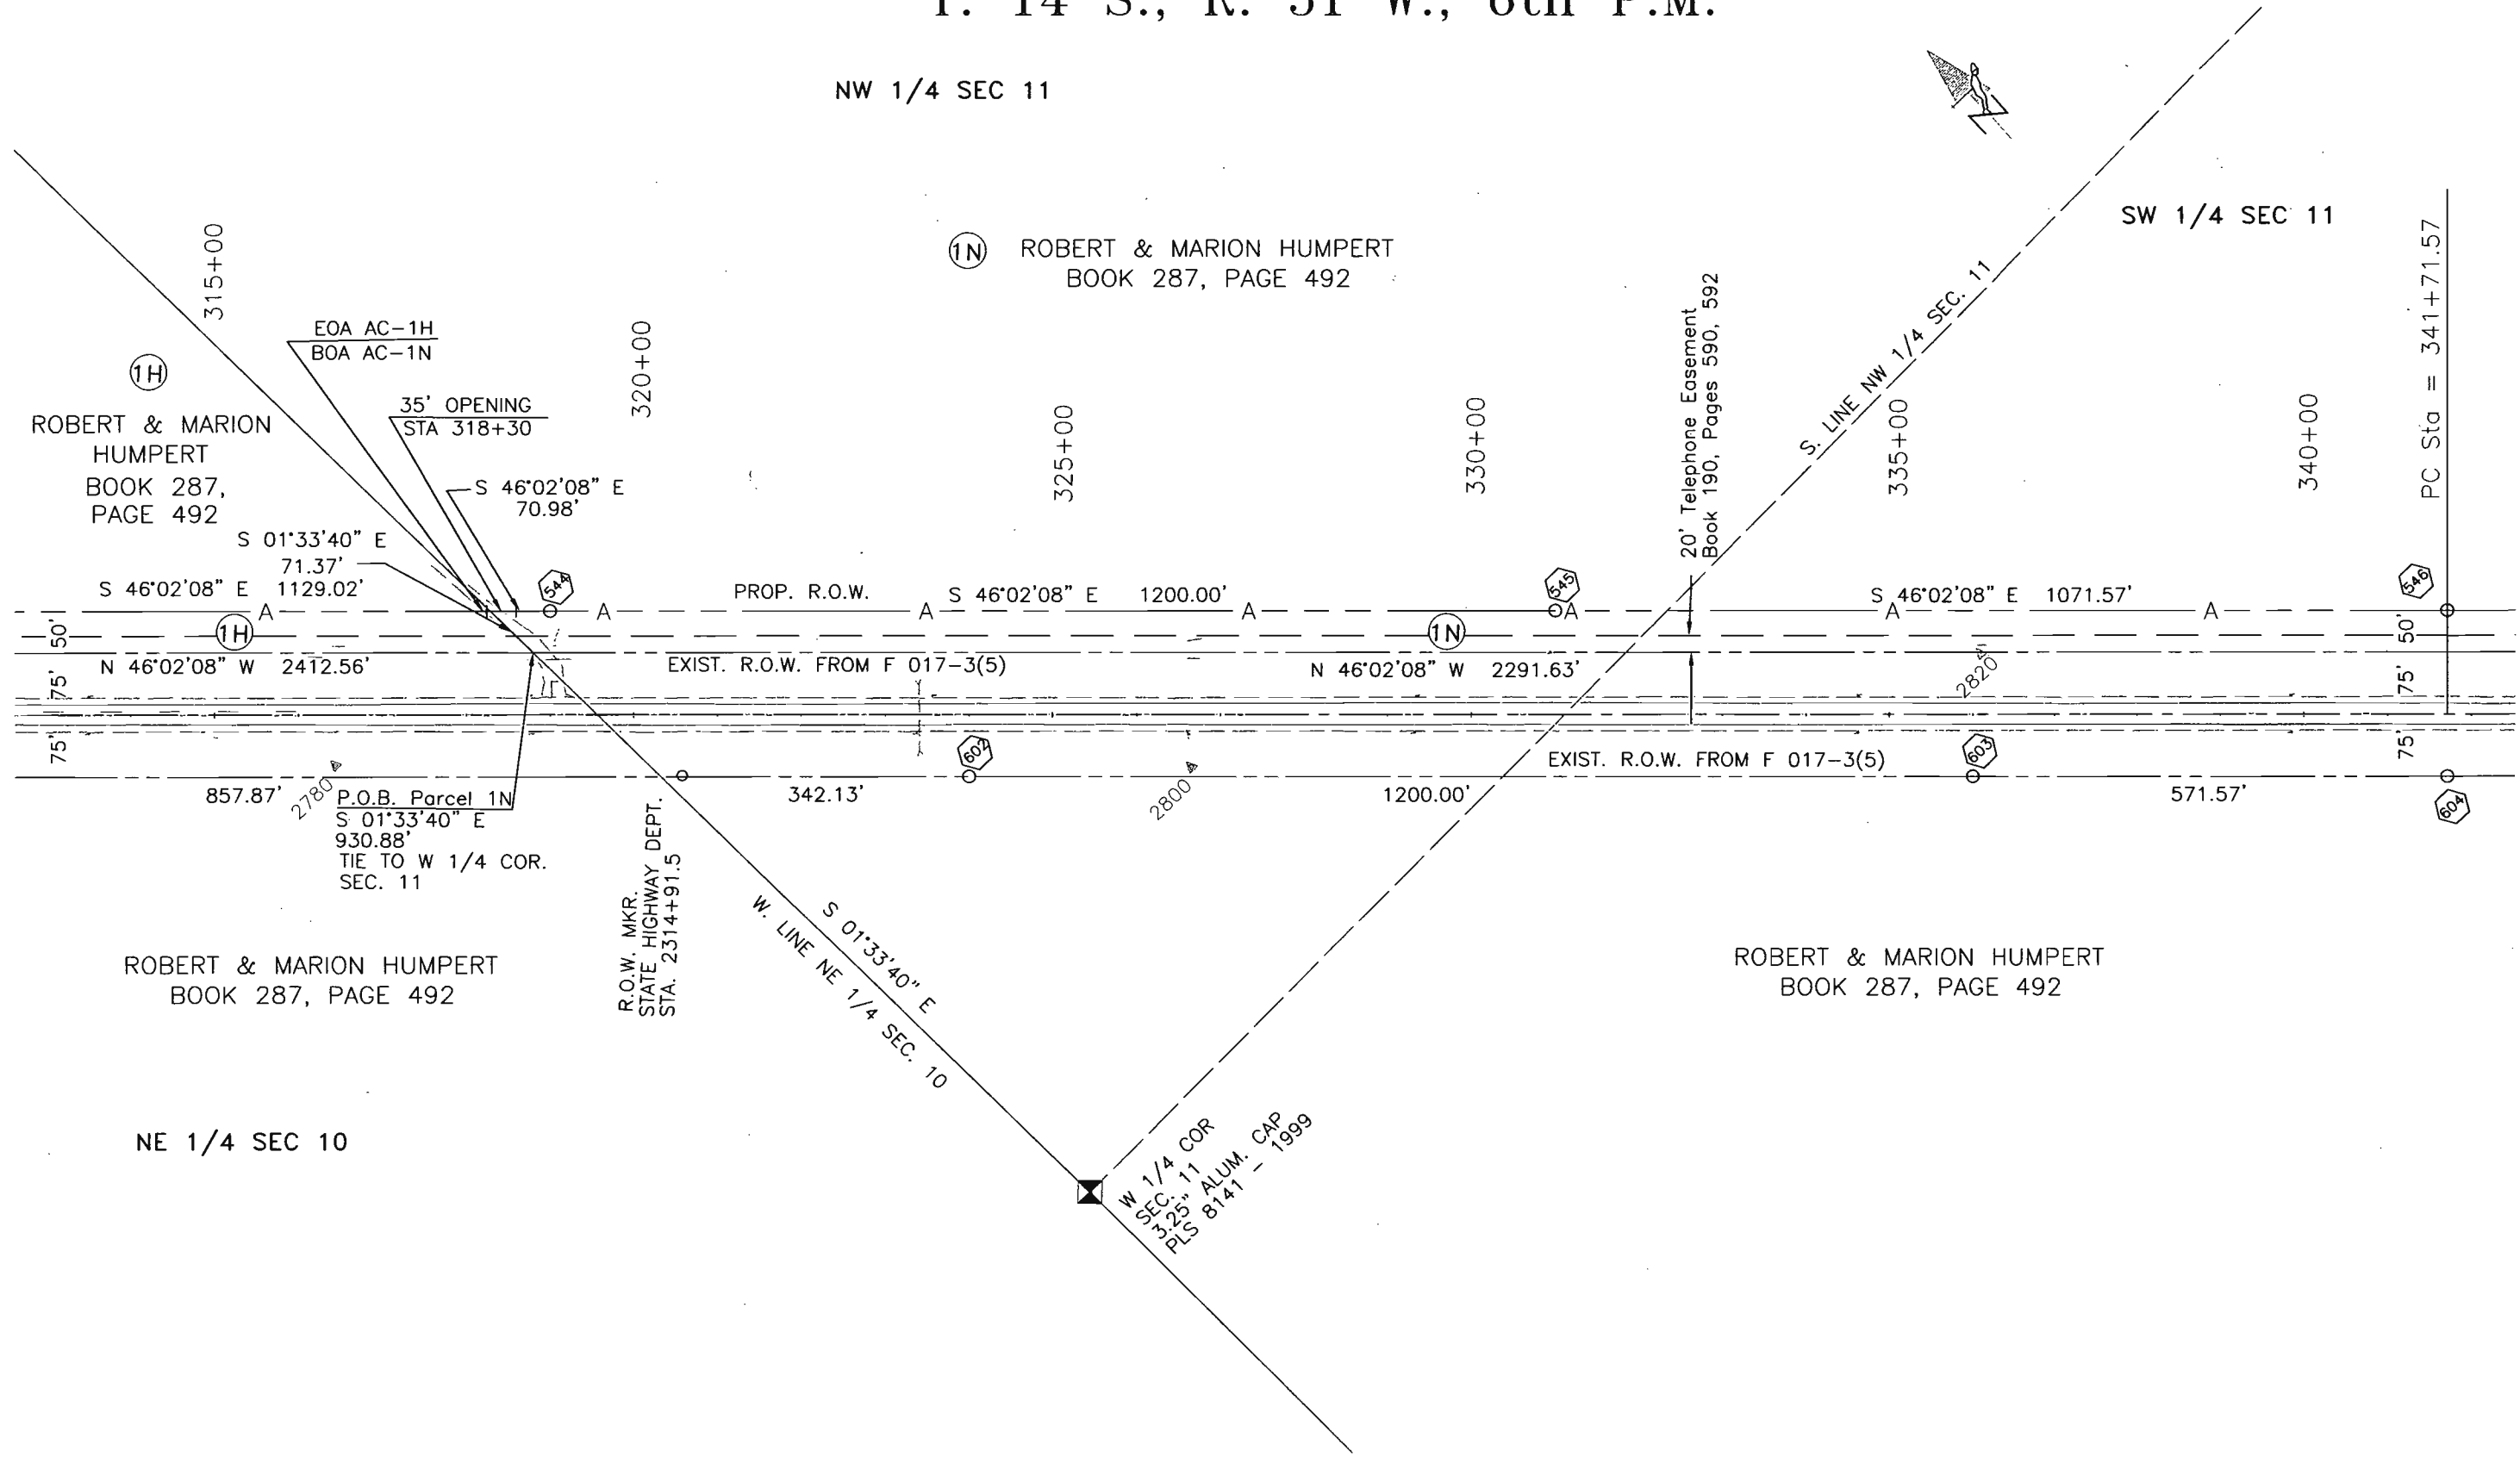 T. 14 S., R. 51 W., 6th P.M.
NW 1/4 SEC 11
SW 1/4 SEC 11
1N
ROBERT & MARION HUMPERT
BOOK 287, PAGE 492
315+00
EOA AC-1H
BOA AC-1N
1H
ROBERT & MARION
HUMPERT
BOOK 287,
PAGE 492
35' OPENING
STA 318+30
320+00
S 46°02'08" E
70.98'
325+00
330+00
20' Telephone Easement
Book 190, Pages 590, 592
S. LINE NW 1/4 SEC. 11
335+00
340+00
PC Sta = 341+71.57
S 01°33'40" E
71.37'
S 46°02'08" E 1129.02'
544
PROP. R.O.W.
S 46°02'08" E 1200.00'
545
S 46°02'08" E 1071.57'
546
A
A
A
A
A
A
A
50'
1H
1N
50'
N 46°02'08" W 2412.56'
EXIST. R.O.W. FROM F 017-3(5)
N 46°02'08" W 2291.63'
2820
75'
75'
75'
602
EXIST. R.O.W. FROM F 017-3(5)
603
75'
857.87'
2780
P.O.B. Parcel 1N
S 01°33'40" E
930.88'
TIE TO W 1/4 COR.
SEC. 11
342.13'
2800
1200.00'
571.57'
604
R.O.W. MKR.
STATE HIGHWAY DEPT.
STA. 2314+91.5
S 01°33'40" E
W. LINE NE 1/4 SEC. 10
ROBERT & MARION HUMPERT
BOOK 287, PAGE 492
ROBERT & MARION HUMPERT
BOOK 287, PAGE 492
NE 1/4 SEC 10
W 1/4 COR
SEC. 11
3.25" ALUM. CAP
PLS 8141 - 1999